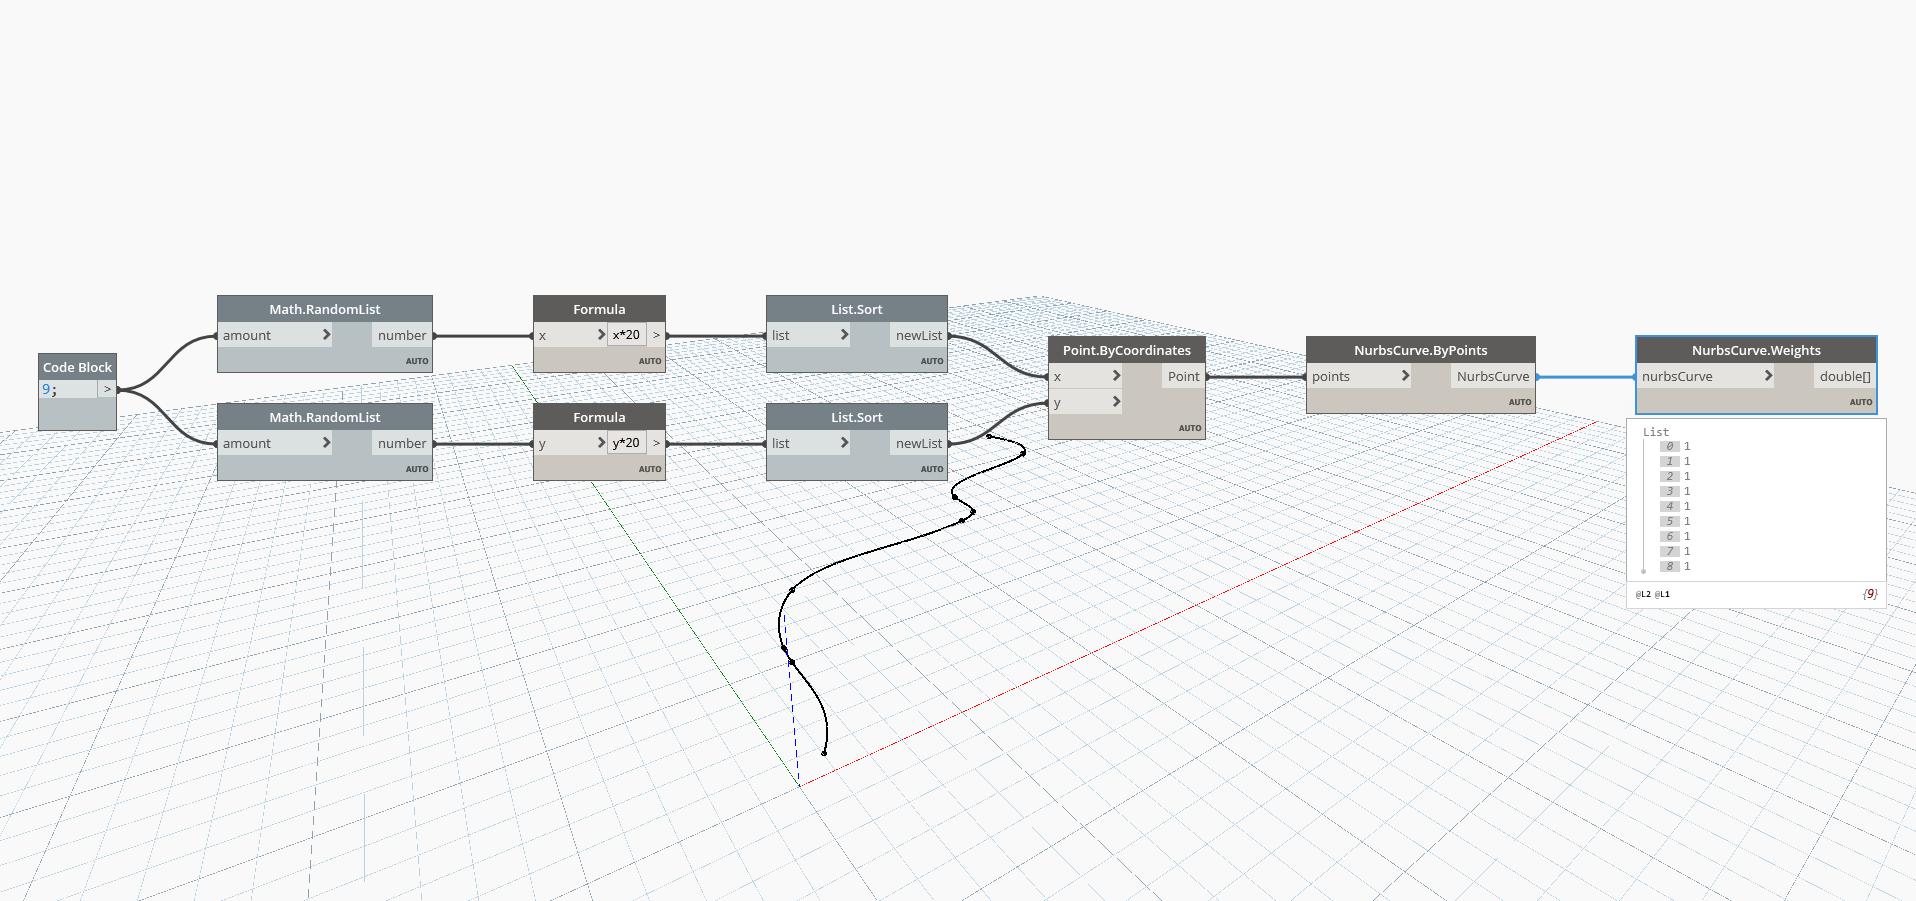 Code Block
9;
>
Math.RandomList
amount > number
AUTO
Math.RandomList
amount > number
AUTO
Formula
x > x*20 >
AUTO
Formula
y > y*20 >
AUTO
List.Sort
list > newList
AUTO
List.Sort
list > newList
AUTO
Point.ByCoordinates
x > Point
y >
AUTO
NurbsCurve.ByPoints
points > NurbsCurve
AUTO
NurbsCurve.Weights
nurbsCurve > double[]
AUTO
List
0 1
1 1
2 1
3 1
4 1
5 1
6 1
7 1
8 1
@L2 @L1 {9}